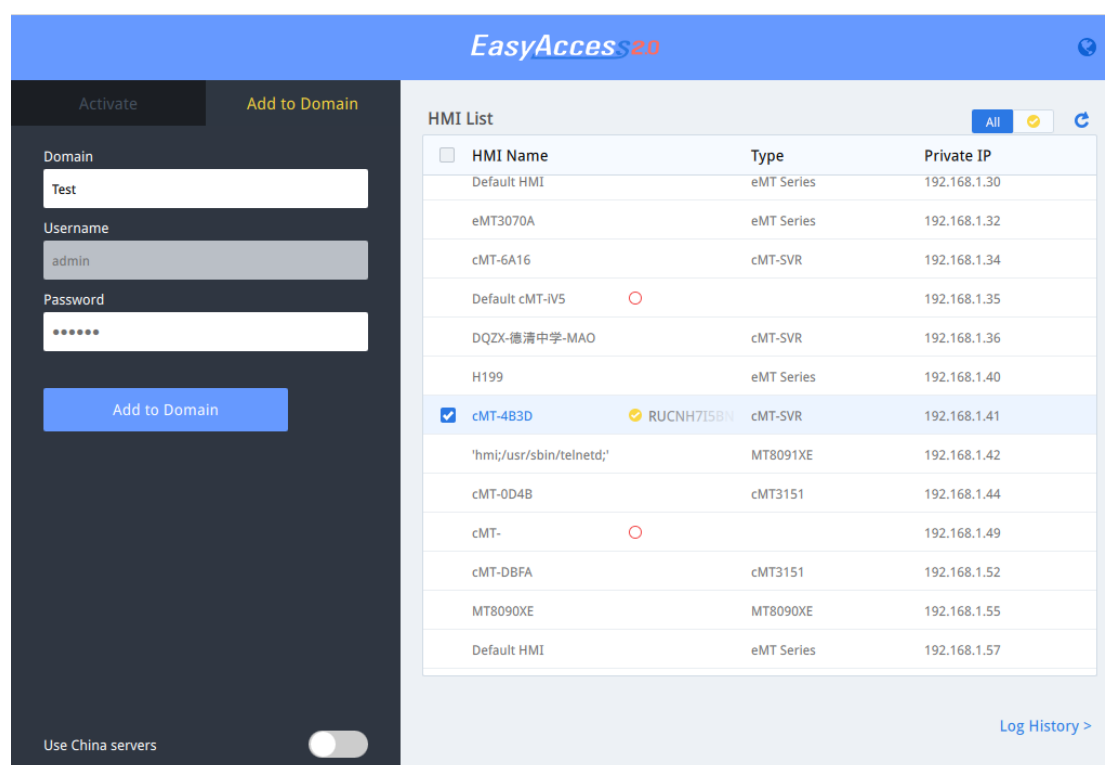 EasyAccess2.0
Activate
Add to Domain
Domain
Test
Username
admin
Password
••••••
Add to Domain
Use China servers
HMI List
All
HMI Name Type Private IP
Default HMI eMT Series 192.168.1.30
eMT3070A eMT Series 192.168.1.32
cMT-6A16 cMT-SVR 192.168.1.34
Default cMT-iV5 192.168.1.35
DQZX-德清中学-MAO cMT-SVR 192.168.1.36
H199 eMT Series 192.168.1.40
cMT-4B3D RUCNH7I5BN cMT-SVR 192.168.1.41
'hmi;/usr/sbin/telnetd;' MT8091XE 192.168.1.42
cMT-0D4B cMT3151 192.168.1.44
cMT- 192.168.1.49
cMT-DBFA cMT3151 192.168.1.52
MT8090XE MT8090XE 192.168.1.55
Default HMI eMT Series 192.168.1.57
Log History >